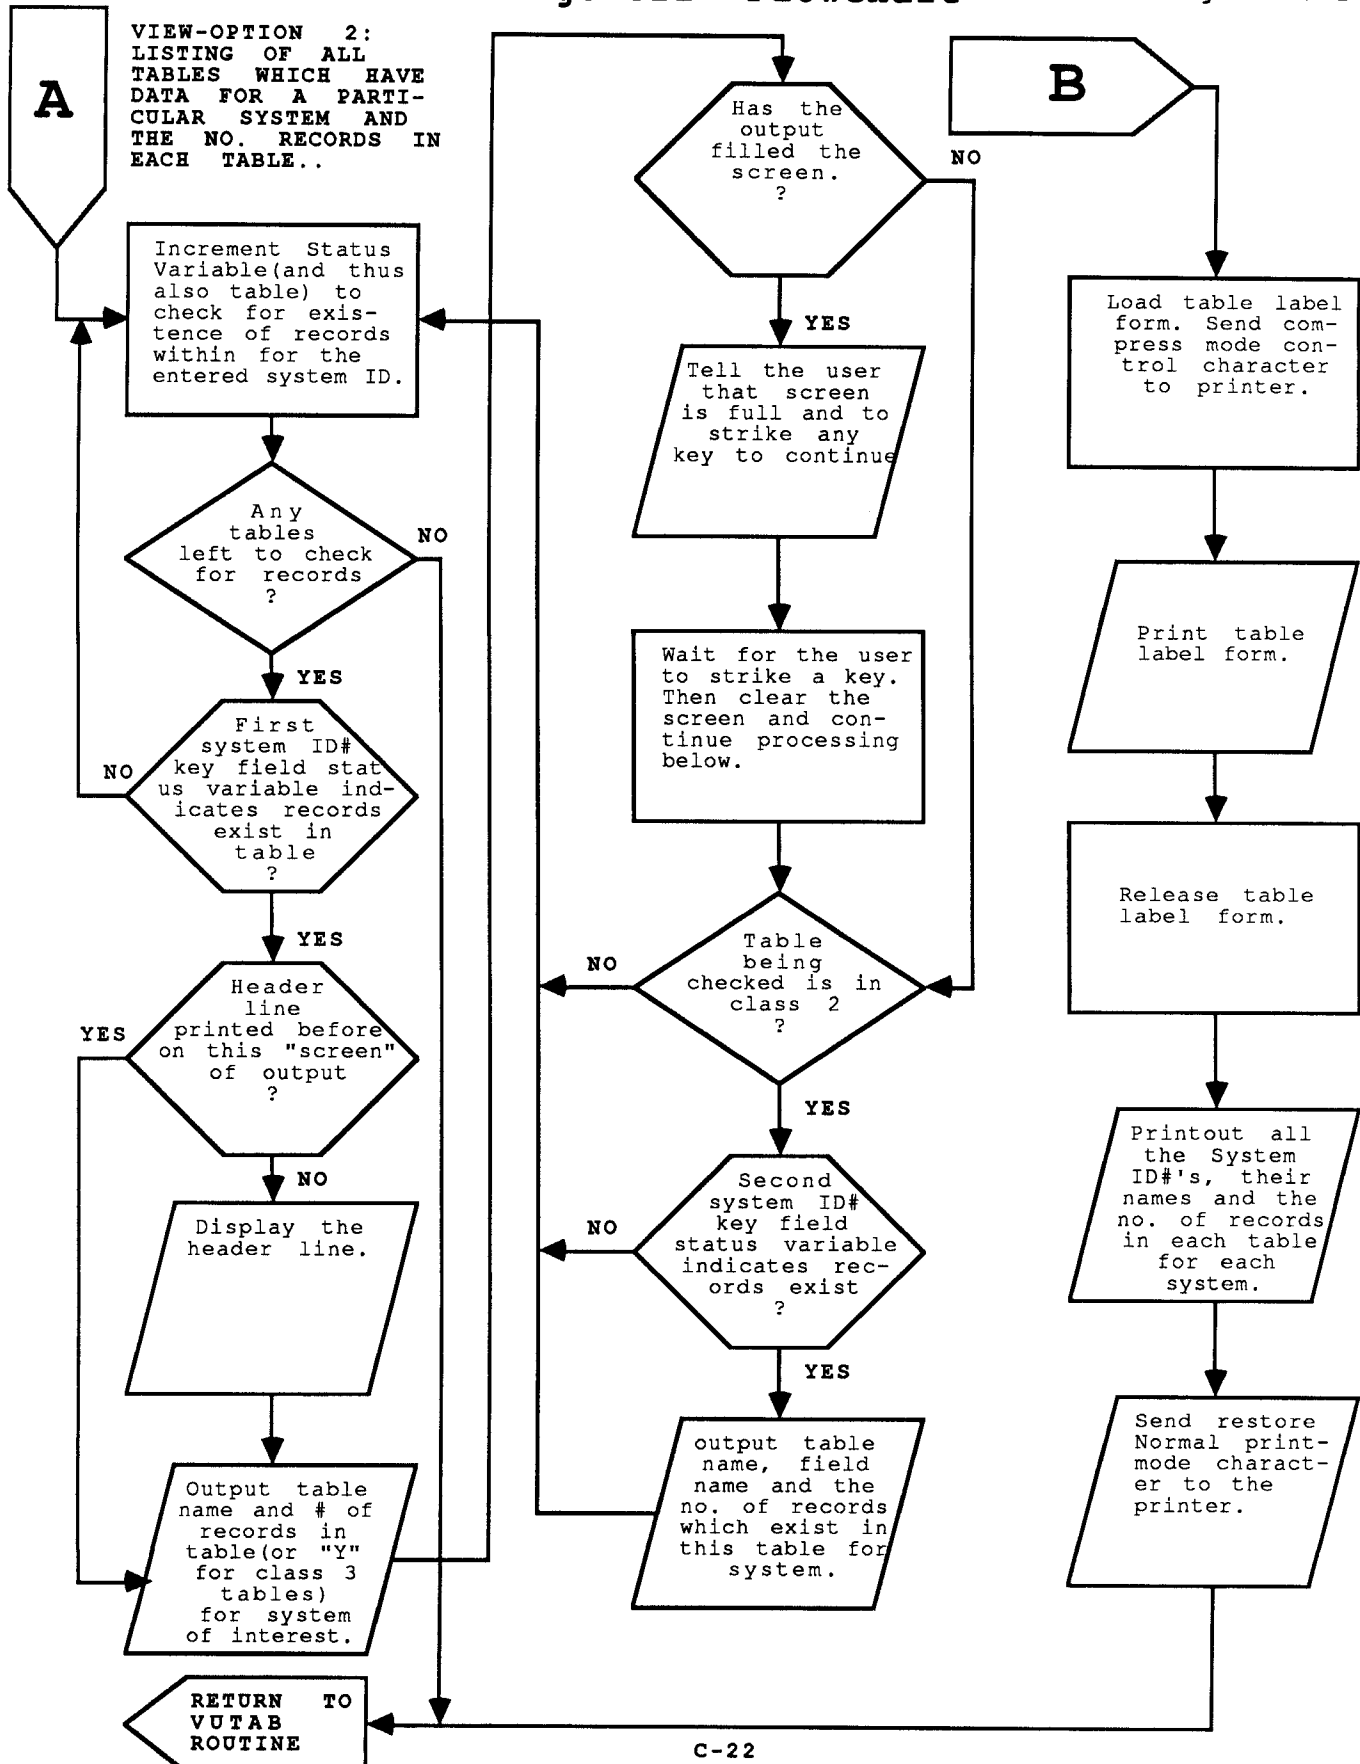 A
VIEW-OPTION 2:
LISTING OF ALL
TABLES WHICH HAVE
DATA FOR A PARTI-
CULAR SYSTEM AND
THE NO. RECORDS IN
EACH TABLE..
Increment Status
Variable(and thus
also table) to
check for exis-
tence of records
within for the
entered system ID.
Any
tables
left to check
for records
?
NO
YES
First
system ID#
key field stat
us variable ind-
icates records
exist in
table
?
NO
YES
Header
line
printed before
on this "screen"
of output
?
YES
NO
Display the
header line.
Output table
name and # of
records in
table(or "Y"
for class 3
tables)
for system
of interest.
RETURN TO
VUTAB
ROUTINE
Has the
output
filled the
screen.
?
NO
YES
Tell the user
that screen
is full and to
strike any
key to continue
Wait for the user
to strike a key.
Then clear the
screen and con-
tinue processing
below.
Table
being
checked is in
class 2
?
NO
YES
Second
system ID#
key field
status variable
indicates rec-
ords exist
?
NO
YES
output table
name, field
name and the
no. of records
which exist in
this table for
system.
B
Load table label
form. Send com-
press mode con-
trol character
to printer.
Print table
label form.
Release table
label form.
Printout all
the System
ID#'s, their
names and the
no. of records
in each table
for each
system.
Send restore
Normal print-
mode charact-
er to the
printer.
C-22